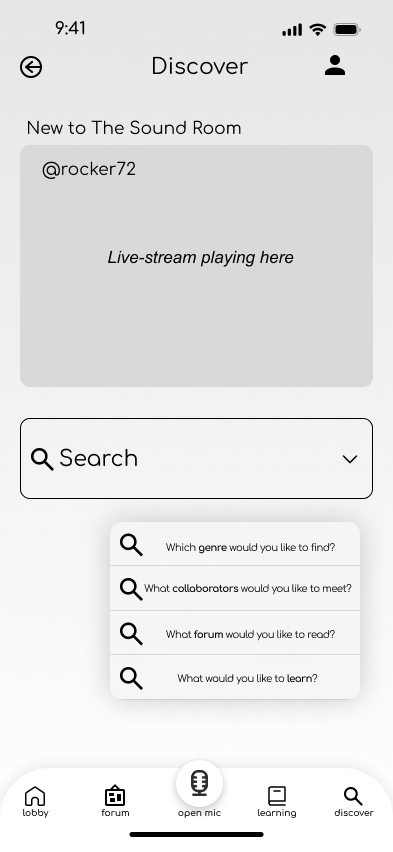 9:41
Discover
New to The Sound Room
@rocker72
Live-stream playing here
Search
Which genre would you like to find?
What collaborators would you like to meet?
What forum would you like to read?
What would you like to learn?
lobby
forum
open mic
learning
discover